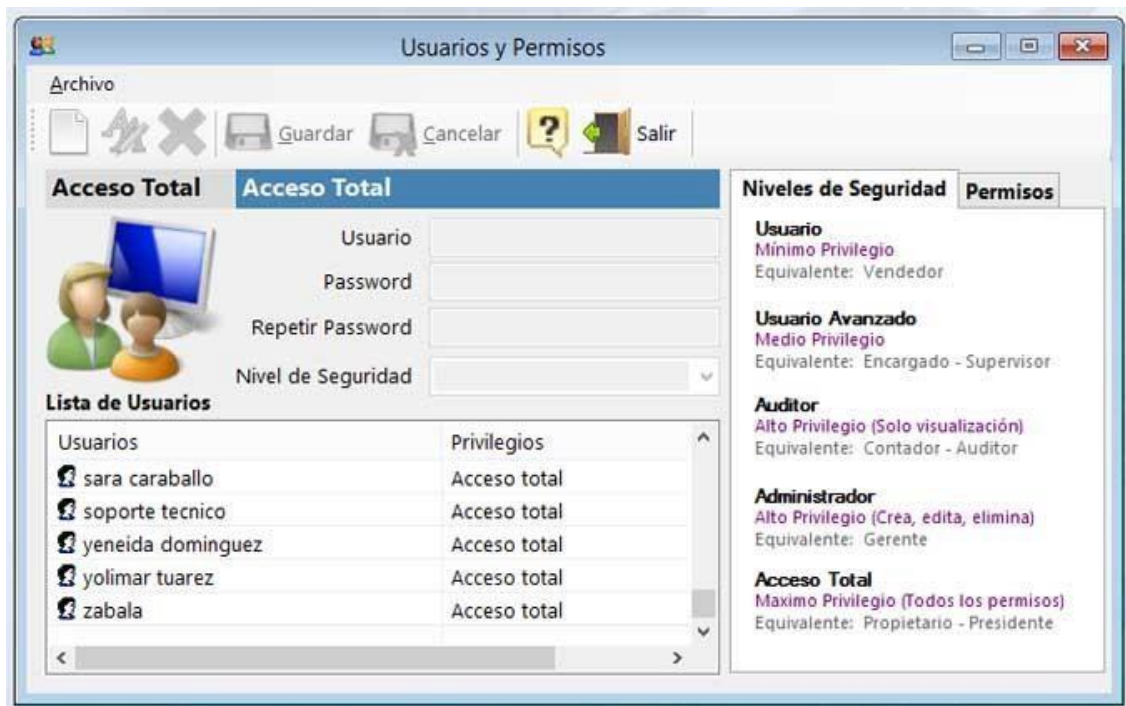 Usuarios y Permisos
Archivo
Guardar Cancelar ? Salir
Acceso Total Acceso Total
Usuario
Password
Repetir Password
Nivel de Seguridad
Lista de Usuarios
Usuarios Privilegios
sara caraballo Acceso total
soporte tecnico Acceso total
yeneida dominguez Acceso total
yolimar tuarez Acceso total
zabala Acceso total
Niveles de Seguridad Permisos
Usuario
Mínimo Privilegio
Equivalente: Vendedor
Usuario Avanzado
Medio Privilegio
Equivalente: Encargado - Supervisor
Auditor
Alto Privilegio (Solo visualización)
Equivalente: Contador - Auditor
Administrador
Alto Privilegio (Crea, edita, elimina)
Equivalente: Gerente
Acceso Total
Maximo Privilegio (Todos los permisos)
Equivalente: Propietario - Presidente